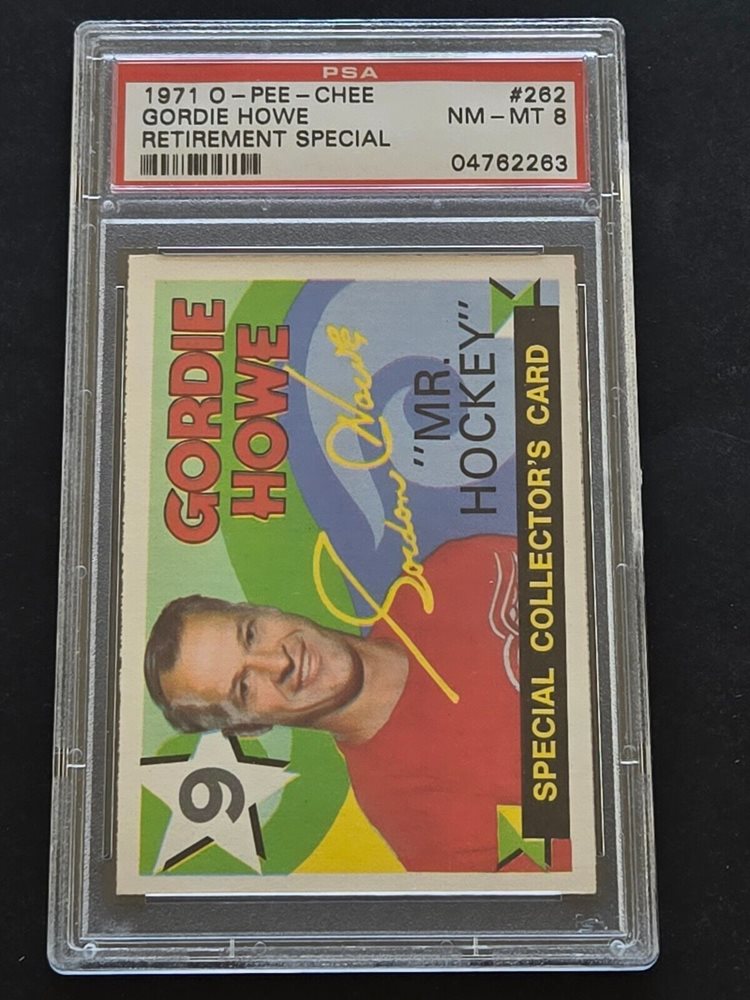 PSA
1971 O-PEE-CHEE #262
GORDIE HOWE NM-MT 8
RETIREMENT SPECIAL
04762263
GORDIE
HOWE
Gordon Howe
"MR.
HOCKEY"
SPECIAL COLLECTOR'S CARD
9